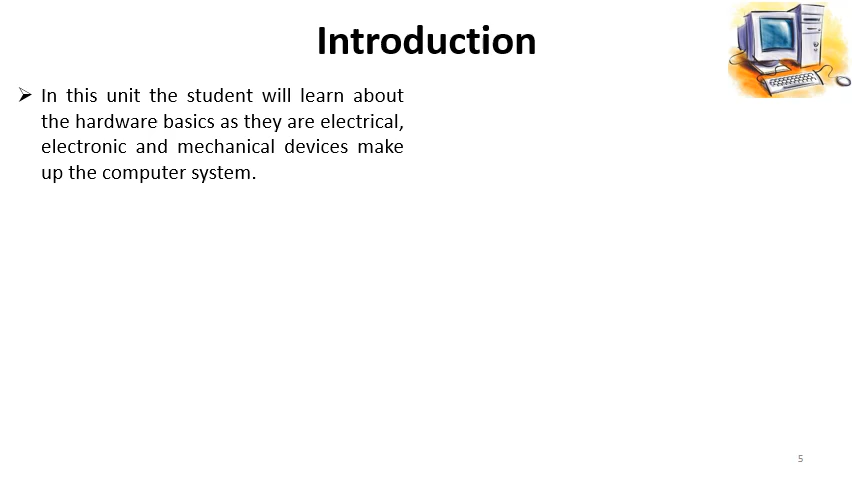 Introduction
➢ In this unit the student will learn about
the hardware basics as they are electrical,
electronic and mechanical devices make
up the computer system.
5